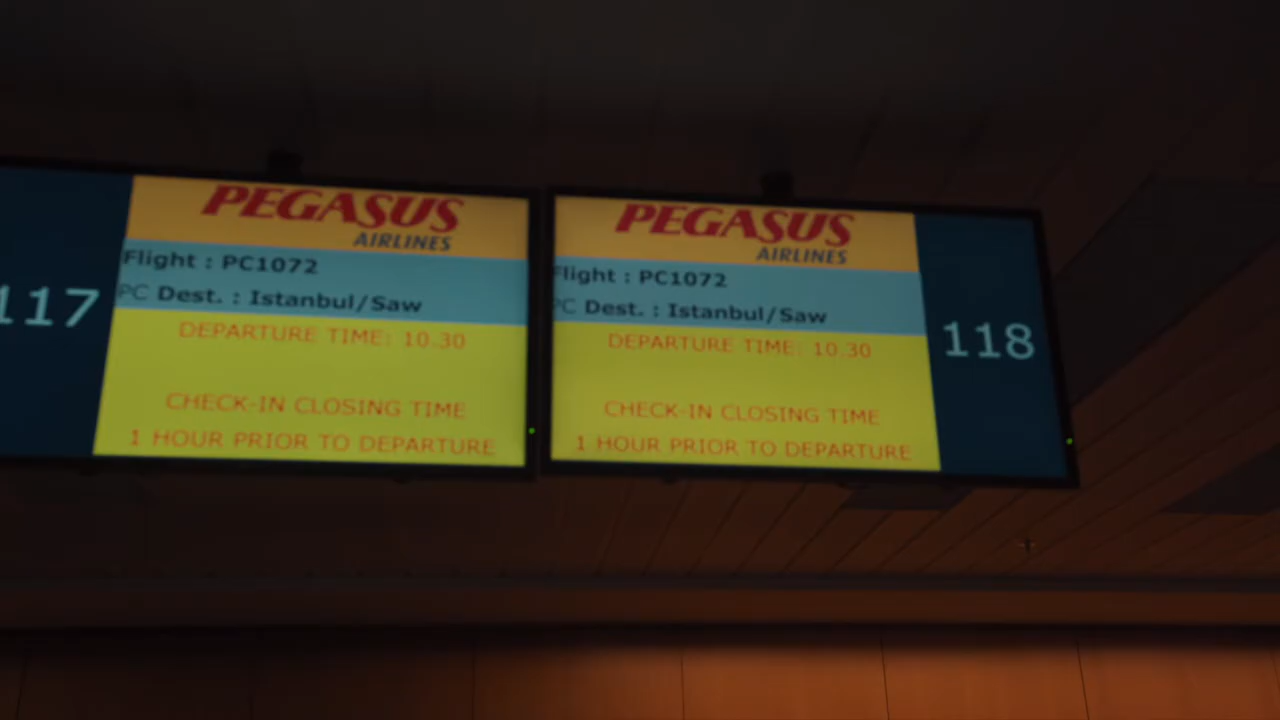 117
PEGASUS
AIRLINES
Flight : PC1072
PC Dest. : Istanbul/Saw
DEPARTURE TIME: 10.30
CHECK-IN CLOSING TIME
1 HOUR PRIOR TO DEPARTURE
PEGASUS
AIRLINES
Flight : PC1072
PC Dest. : Istanbul/Saw
DEPARTURE TIME: 10.30
CHECK-IN CLOSING TIME
1 HOUR PRIOR TO DEPARTURE
118